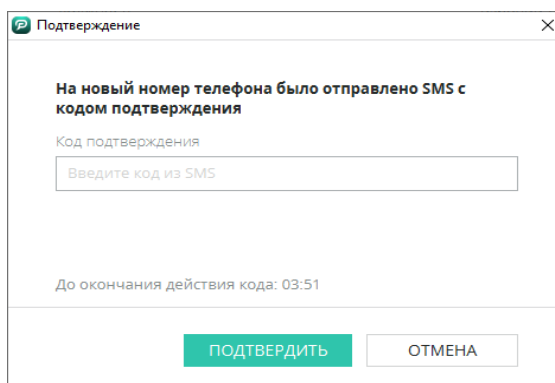 Подтверждение
На новый номер телефона было отправлено SMS с
кодом подтверждения
Код подтверждения
Введите код из SMS
До окончания действия кода: 03:51
ПОДТВЕРДИТЬ
ОТМЕНА